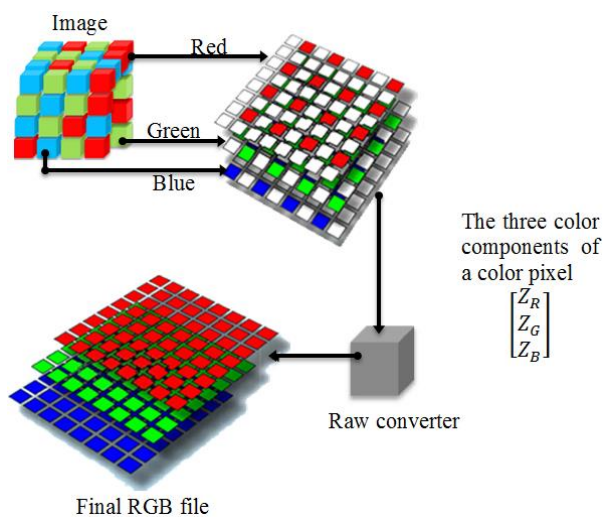 Image
Red
Green
Blue
The three color
components of
a color pixel
[Z_R
Z_G
Z_B]
Raw converter
Final RGB file